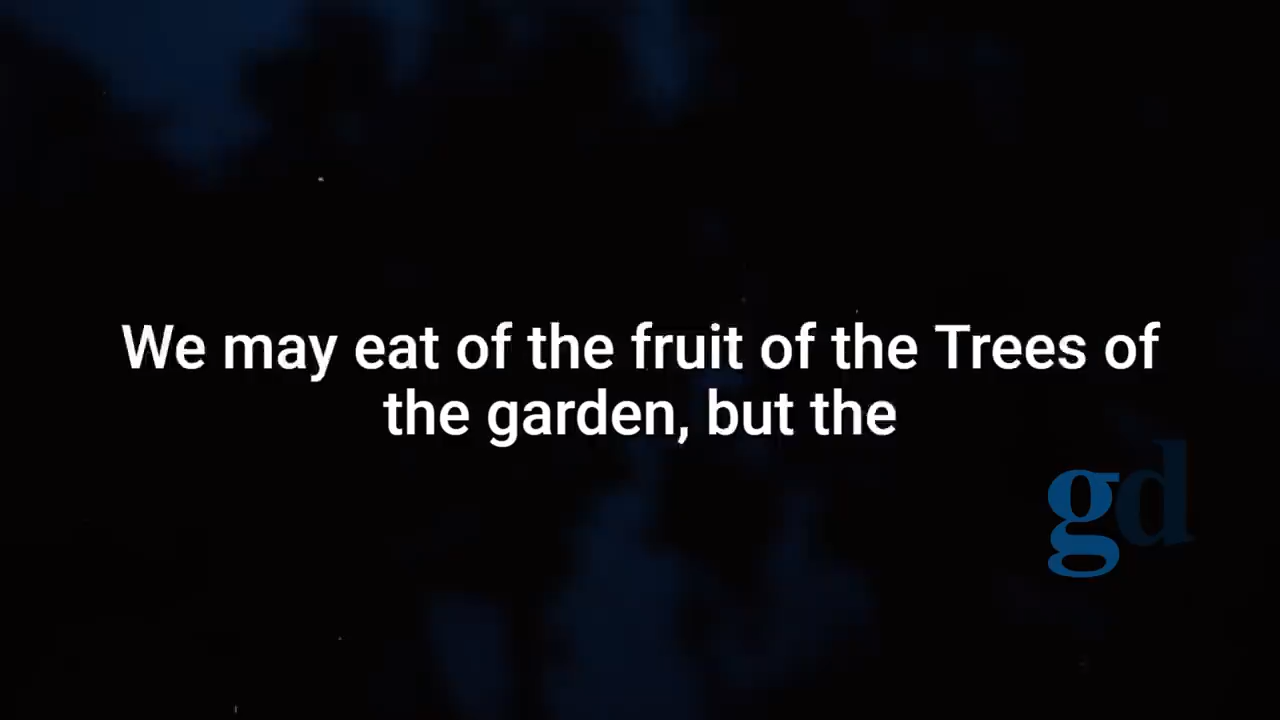 We may eat of the fruit of the Trees of
the garden, but the
gd